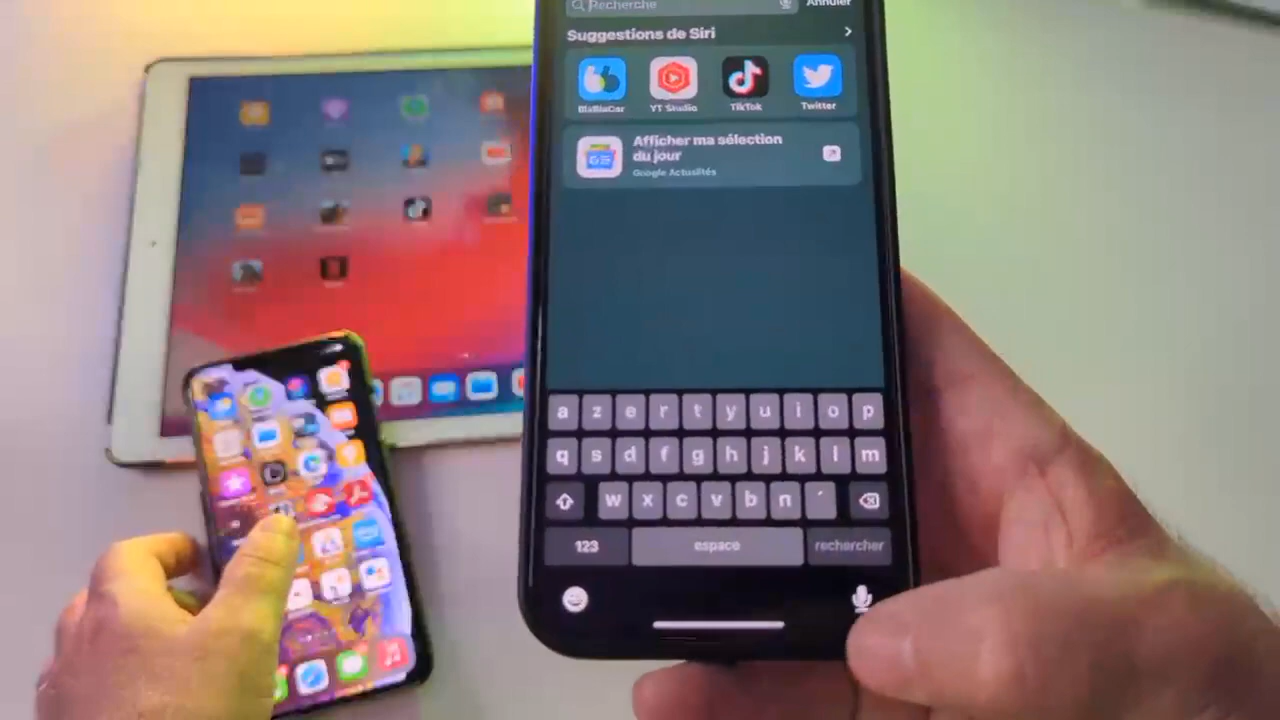 Recherche
Annuler
Suggestions de Siri
BlaBlaCar
YT Studio
TikTok
Twitter
Afficher ma sélection
du jour
Google Actualités
a z e r t y u i o p
q s d f g h j k l m
w x c v b n ´
123 espace rechercher